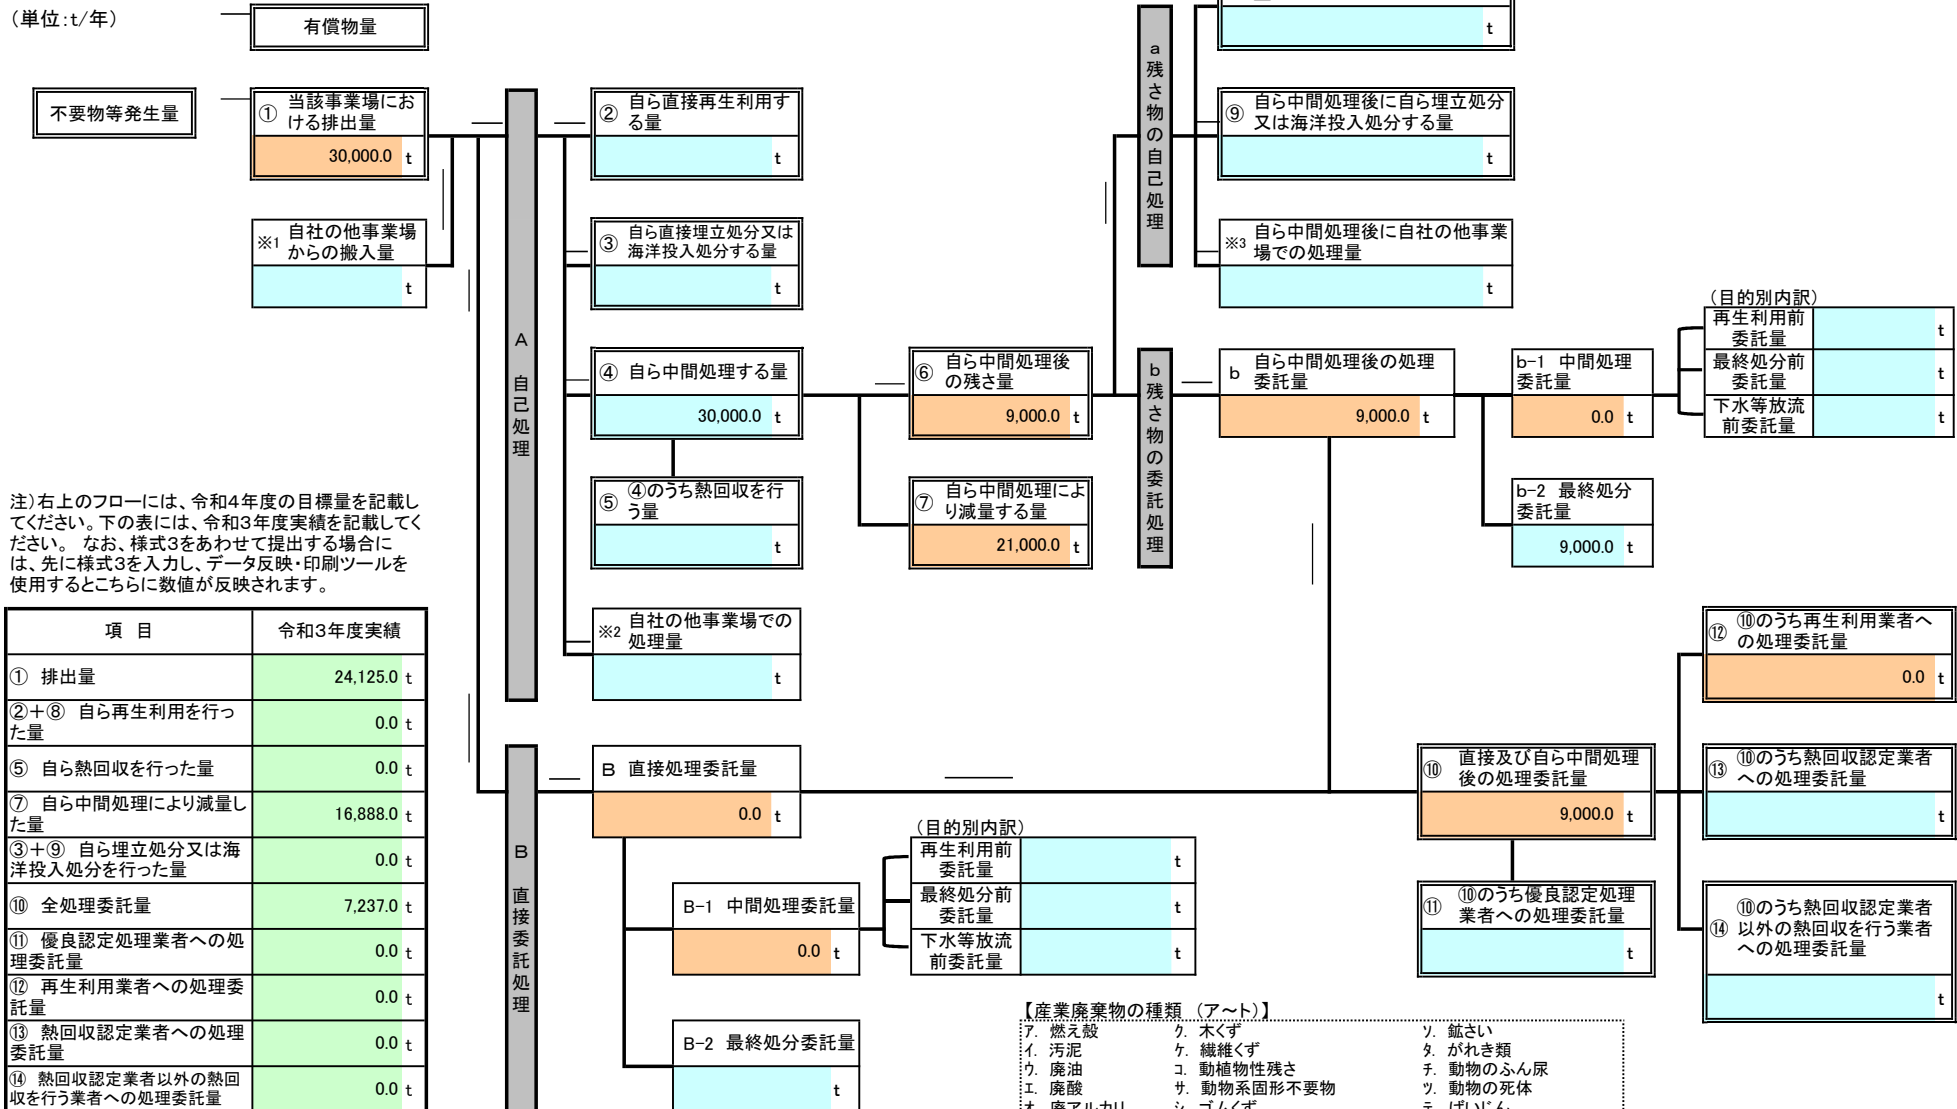 (単位:t/年)
有償物量
t
不要物等発生量
① 当該事業場にお
ける排出量
30,000.0 t
※1 自社の他事業場
からの搬入量
t
A 自己処理
② 自ら直接再生利用す
る量
t
③ 自ら直接埋立処分又は
海洋投入処分する量
t
④ 自ら中間処理する量
30,000.0 t
⑤ ④のうち熱回収を行
う量
t
※2 自社の他事業場での
処理量
t
⑥ 自ら中間処理後
の残さ量
9,000.0 t
⑦ 自ら中間処理によ
り減量する量
21,000.0 t
a 残さ物の自己処理
⑨ 自ら中間処理後に自ら埋立処分
又は海洋投入処分する量
t
※3 自ら中間処理後に自社の他事業
場での処理量
t
b 残さ物の委託処理
b 自ら中間処理後の処理
委託量
9,000.0 t
b-1 中間処理
委託量
0.0 t
(目的別内訳)
再生利用前
委託量
t
最終処分前
委託量
t
下水等放流
前委託量
t
b-2 最終処分
委託量
9,000.0 t
注)右上のフローには、令和4年度の目標量を記載し
てください。下の表には、令和3年度実績を記載してく
ださい。 なお、様式3をあわせて提出する場合に
は、先に様式3を入力し、データ反映・印刷ツールを
使用するとこちらに数値が反映されます。
項 目 令和3年度実績
① 排出量 24,125.0 t
②+⑧ 自ら再生利用を行っ
た量 0.0 t
⑤ 自ら熱回収を行った量 0.0 t
⑦ 自ら中間処理により減量し
た量 16,888.0 t
③+⑨ 自ら埋立処分又は海
洋投入処分を行った量 0.0 t
⑩ 全処理委託量 7,237.0 t
⑪ 優良認定処理業者への処
理委託量 0.0 t
⑫ 再生利用業者への処理委
託量 0.0 t
⑬ 熱回収認定業者への処理
委託量 0.0 t
⑭ 熱回収認定業者以外の熱回
収を行う業者への処理委託量 0.0 t
B 直接委託処理
B 直接処理委託量
0.0 t
B-1 中間処理委託量
0.0 t
(目的別内訳)
再生利用前
委託量
t
最終処分前
委託量
t
下水等放流
前委託量
t
B-2 最終処分委託量
t
⑩ 直接及び自ら中間処理
後の処理委託量
9,000.0 t
⑪ ⑩のうち優良認定処理
業者への処理委託量
t
⑫ ⑩のうち再生利用業者へ
の処理委託量
0.0 t
⑬ ⑩のうち熱回収認定業者
への処理委託量
t
⑭ ⑩のうち熱回収認定業者
以外の熱回収を行う業者
への処理委託量
t
【産業廃棄物の種類 (ア~ト)】
ア. 燃え殻 ク. 木くず ソ. 鉱さい
イ. 汚泥 ケ. 繊維くず タ. がれき類
ウ. 廃油 コ. 動植物性残さ チ. 動物のふん尿
エ. 廃酸 サ. 動物系固形不要物 ツ. 動物の死体
オ. 廃アルカリ シ. ゴムくず テ. ばいじん